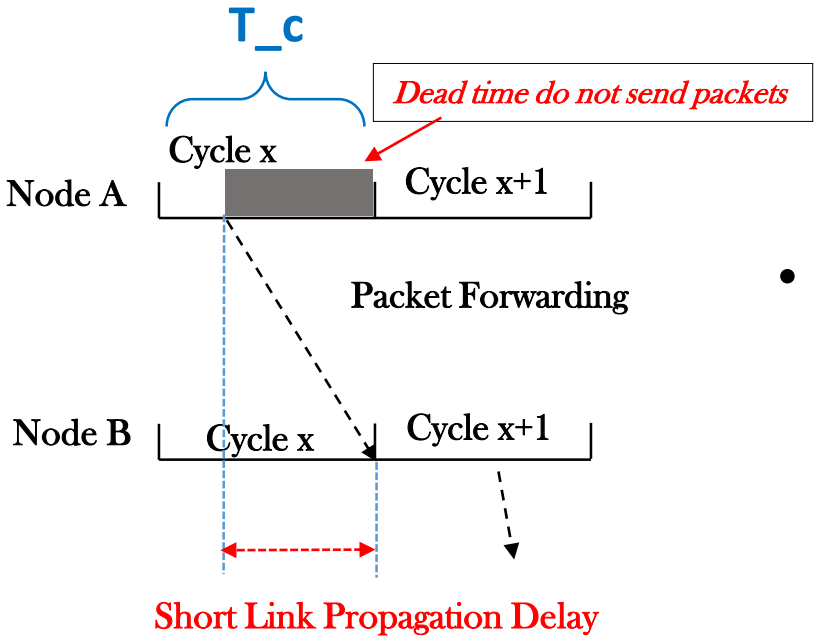 T_c
Dead time do not send packets
Cycle x
Cycle x+1
Node A
Packet Forwarding
Node B
Cycle x
Cycle x+1
Short Link Propagation Delay